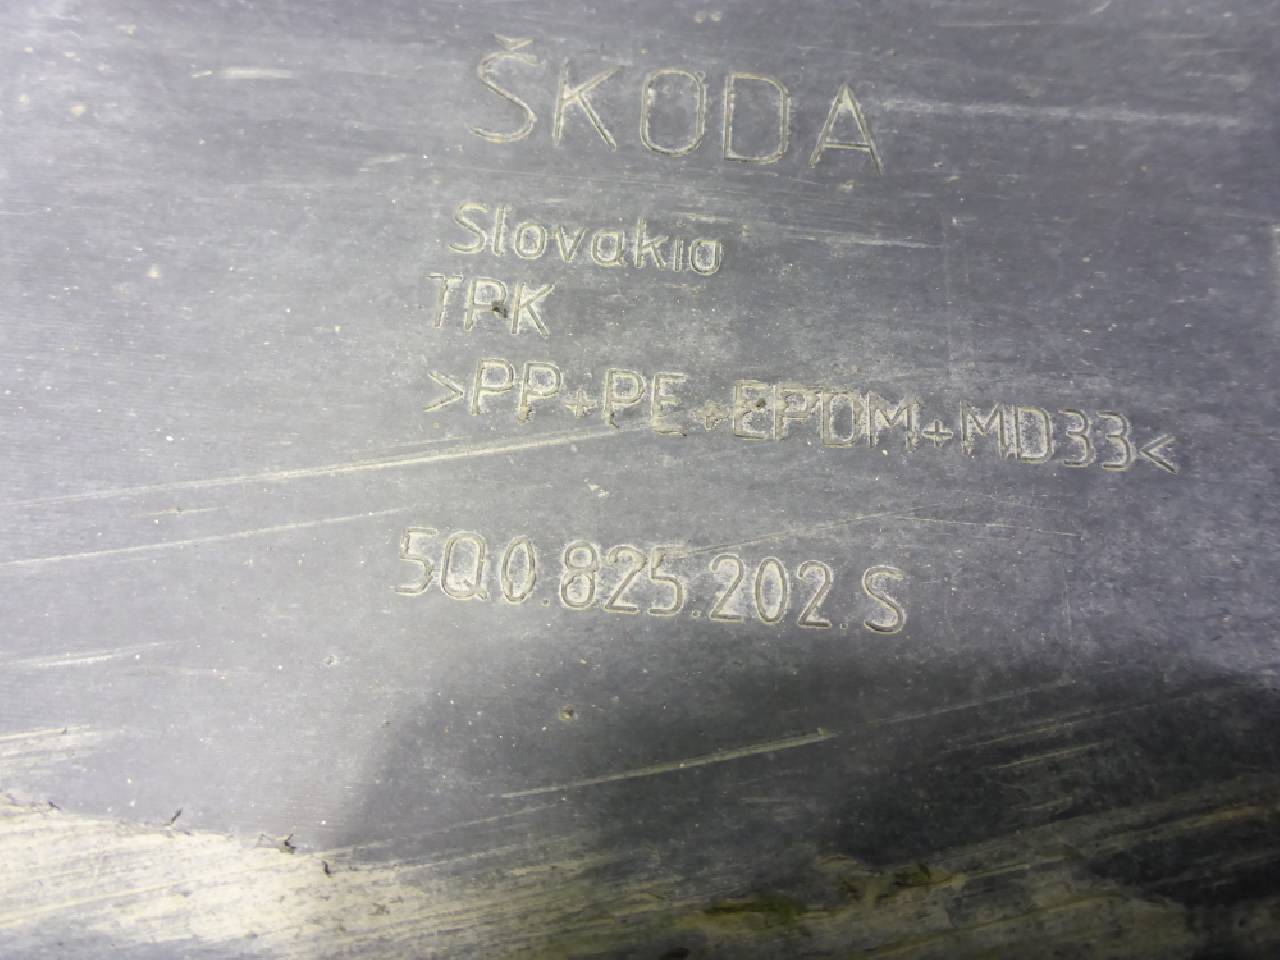 ŠKODA
Slovakia
TPK
>PP+PE+EPDM+MD33<
5Q0.825.202.S